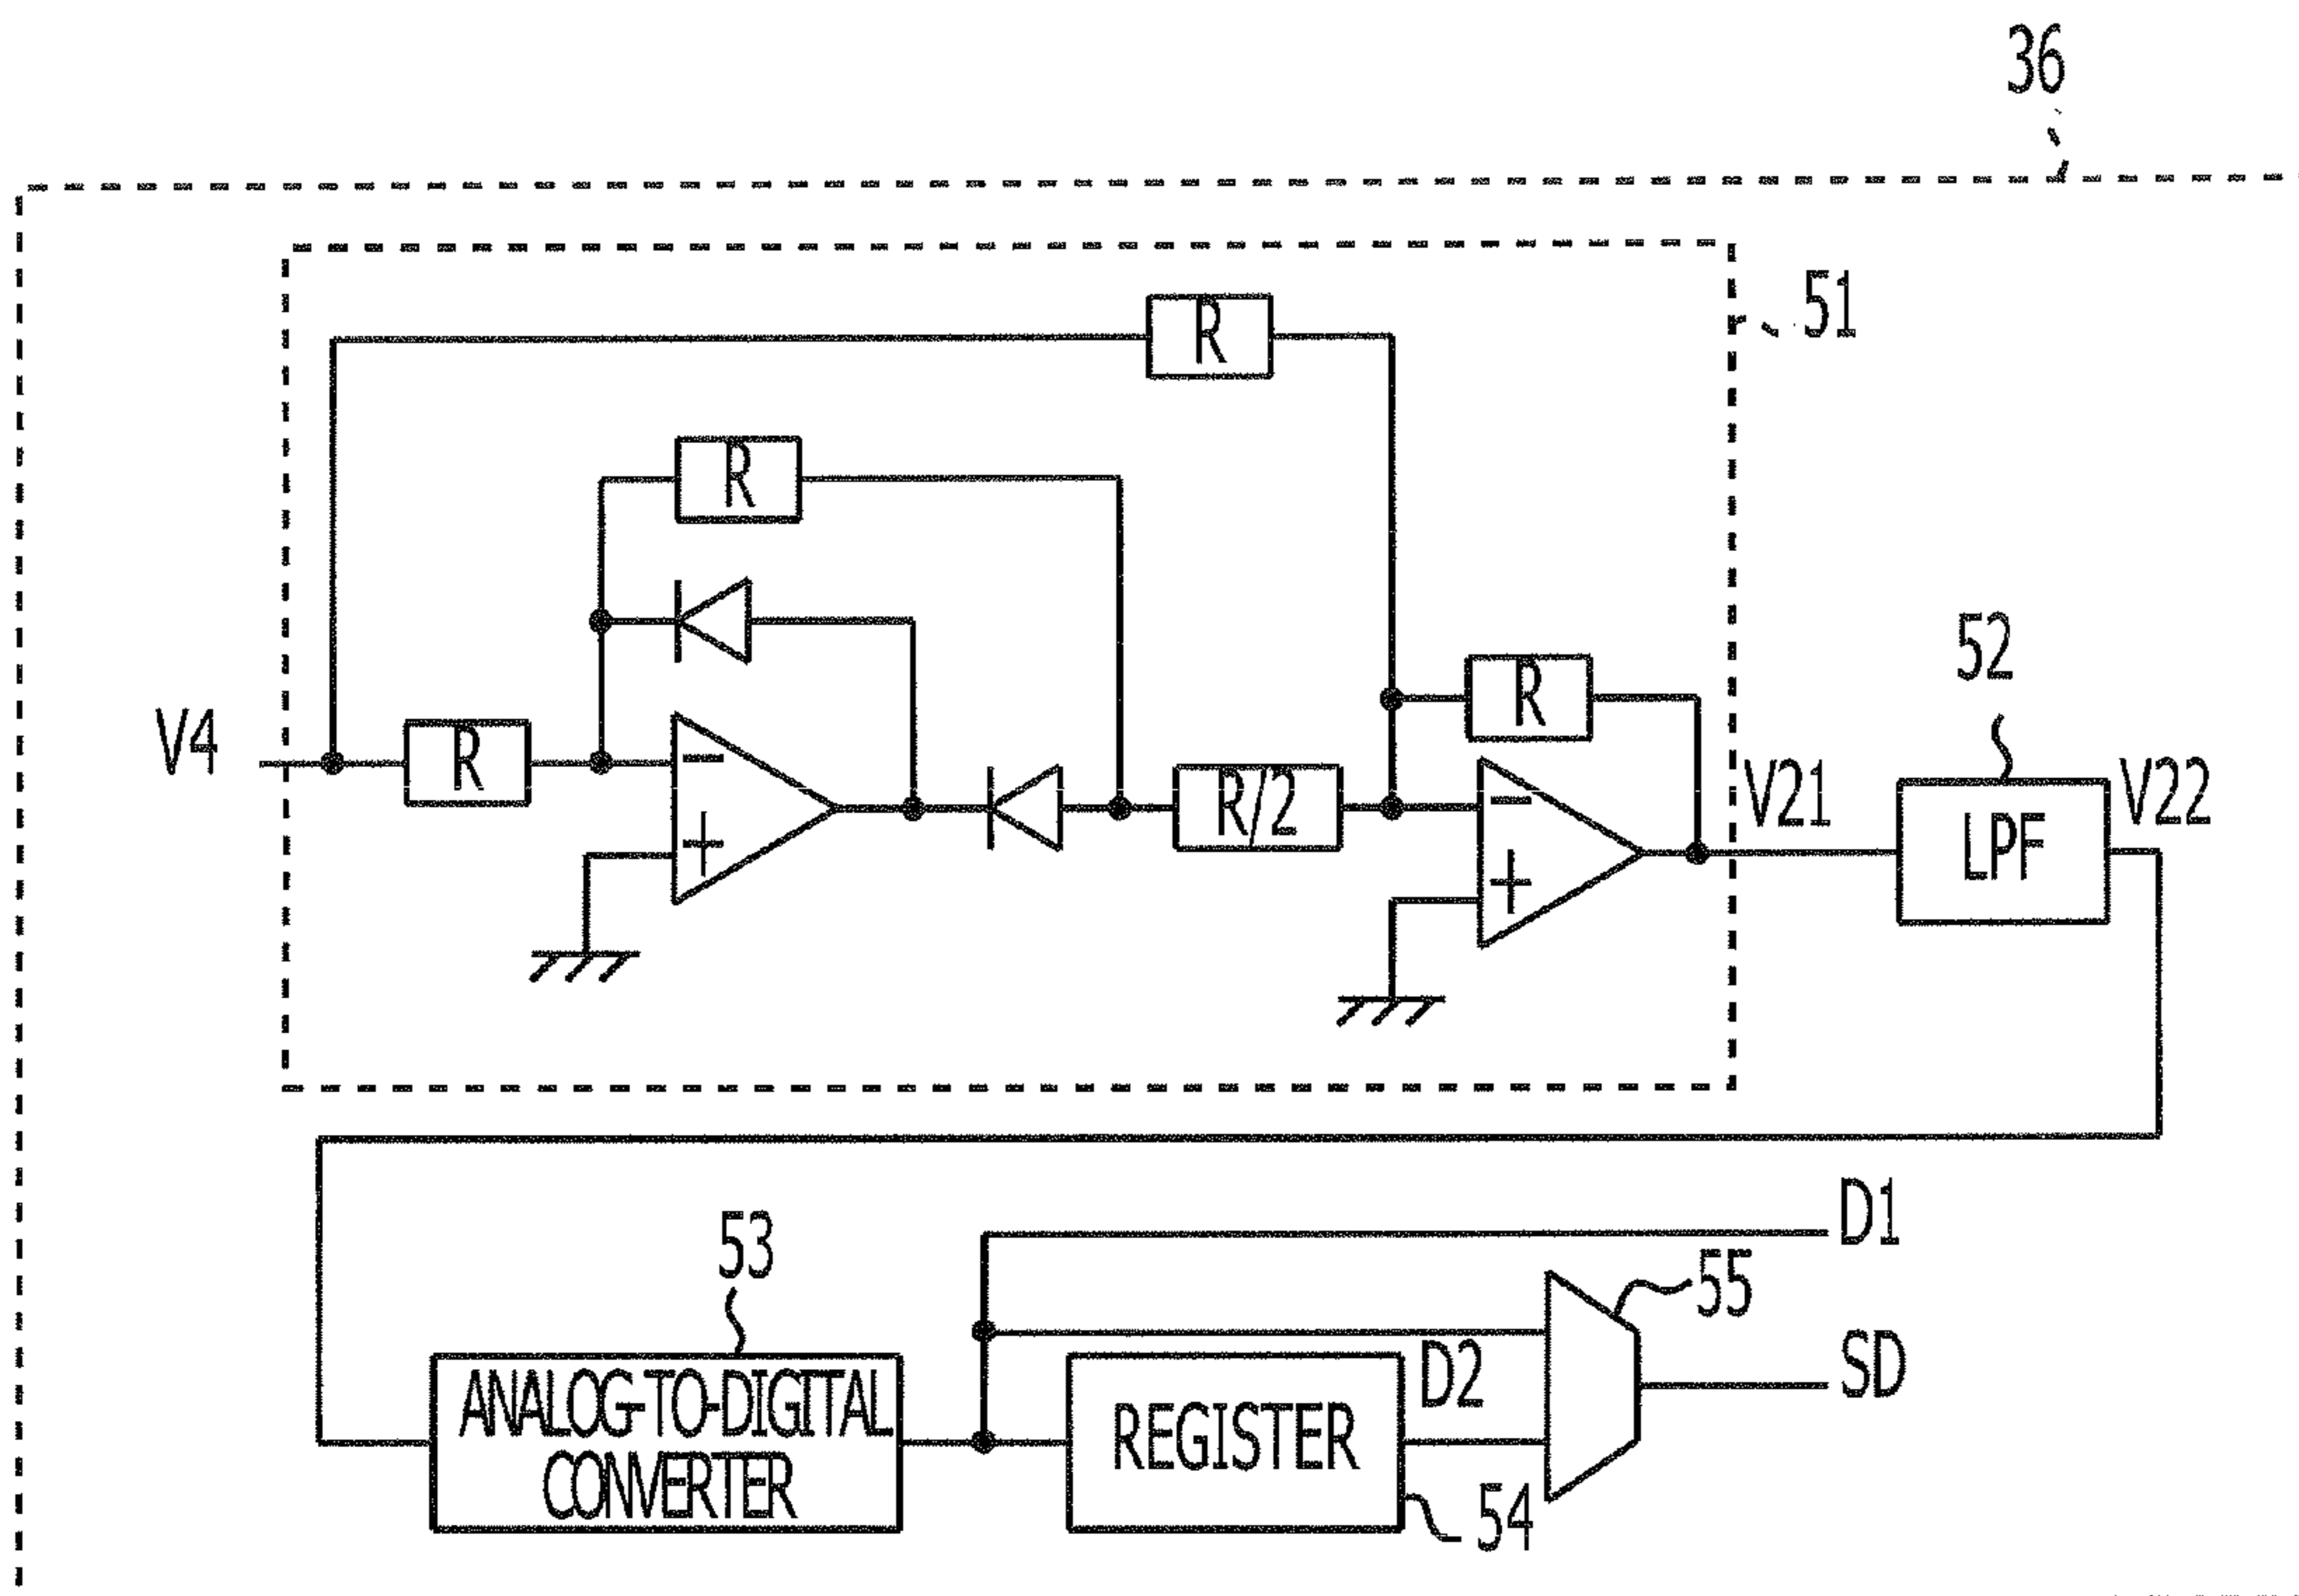 36
51
R
R
52
V4
R
R
R/2
V21
LPF
V22
−
+
−
+
D1
53
55
D2
SD
ANALOG-TO-DIGITAL
CONVERTER
REGISTER
54